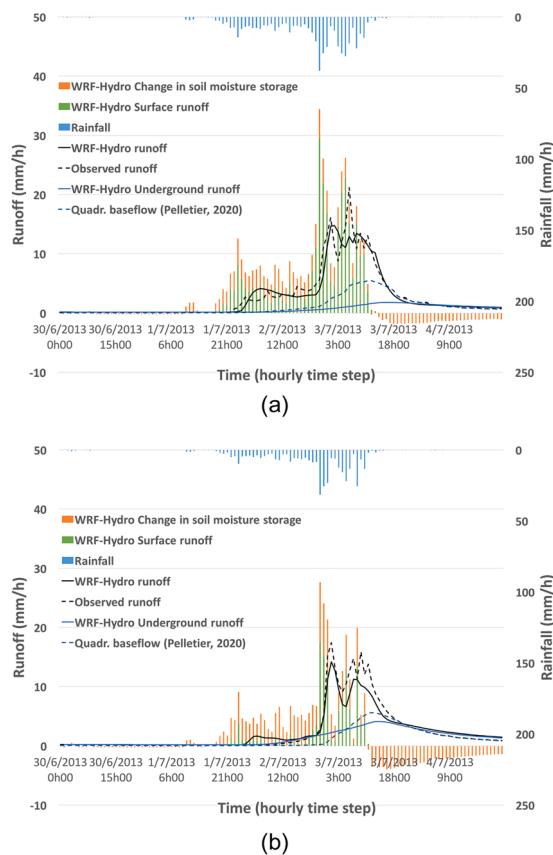 50
0
40
50
WRF-Hydro Change in soil moisture storage
WRF-Hydro Surface runoff
30
Rainfall
100
WRF-Hydro runoff
20
Observed runoff
150
WRF-Hydro Underground runoff
10
Quadr. baseflow (Pelletier, 2020)
200
0
30/6/2013 30/6/2013 1/7/2013 1/7/2013 2/7/2013 3/7/2013 3/7/2013 4/7/2013
0h00 15h00 6h00 21h00 12h00 3h00 18h00 9h00
-10
250
Runoff (mm/h)
Rainfall (mm/h)
Time (hourly time step)
(a)
50
0
40
50
WRF-Hydro Change in soil moisture storage
30
WRF-Hydro Surface runoff
Rainfall
100
WRF-Hydro runoff
20
Observed runoff
150
WRF-Hydro Underground runoff
10
Quadr. baseflow (Pelletier, 2020)
200
0
30/6/2013 30/6/2013 1/7/2013 1/7/2013 2/7/2013 3/7/2013 3/7/2013 4/7/2013
0h00 15h00 6h00 21h00 12h00 3h00 18h00 9h00
-10
250
Runoff (mm/h)
Rainfall (mm/h)
Time (hourly time step)
(b)